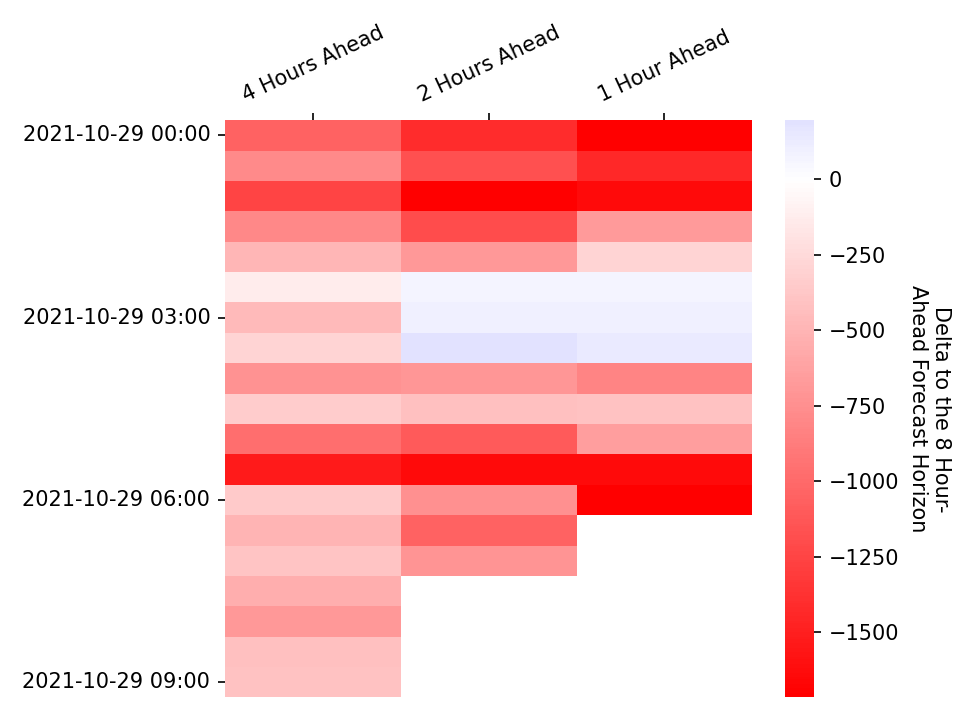 4 Hours Ahead
2 Hours Ahead
1 Hour Ahead
2021-10-29 00:00
2021-10-29 03:00
2021-10-29 06:00
2021-10-29 09:00
0
−250
−500
−750
−1000
−1250
−1500
Delta to the 8 Hour-
Ahead Forecast Horizon